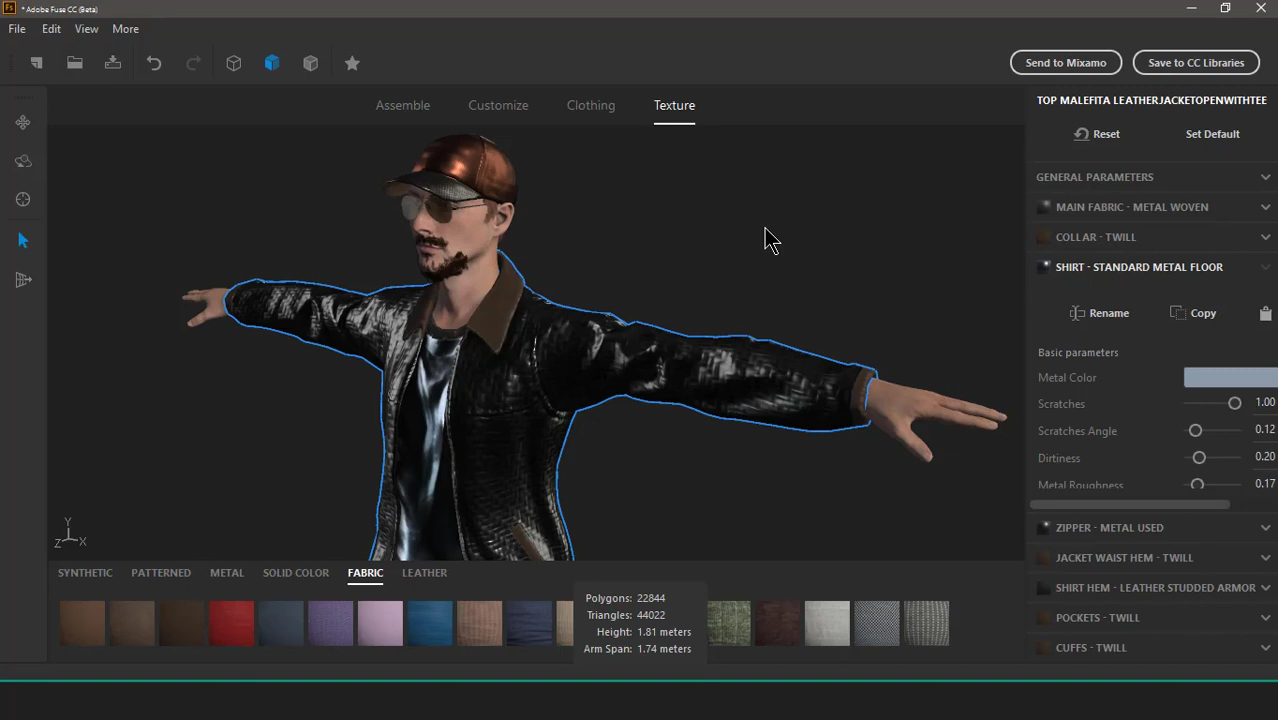 Fs * Adobe Fuse CC (Beta)
File Edit View More
Send to Mixamo Save to CC Libraries
Assemble Customize Clothing Texture
TOP MALEFITA LEATHERJACKETOPENWITHTEE
Reset Set Default
GENERAL PARAMETERS
MAIN FABRIC - METAL WOVEN
COLLAR - TWILL
SHIRT - STANDARD METAL FLOOR
Rename Copy
Basic parameters
Metal Color
Scratches 1.00
Scratches Angle 0.12
Dirtiness 0.20
Metal Roughness 0.17
ZIPPER - METAL USED
JACKET WAIST HEM - TWILL
SHIRT HEM - LEATHER STUDDED ARMOR
POCKETS - TWILL
CUFFS - TWILL
Y
Z X
SYNTHETIC PATTERNED METAL SOLID COLOR FABRIC LEATHER
Polygons: 22844
Triangles: 44022
Height: 1.81 meters
Arm Span: 1.74 meters